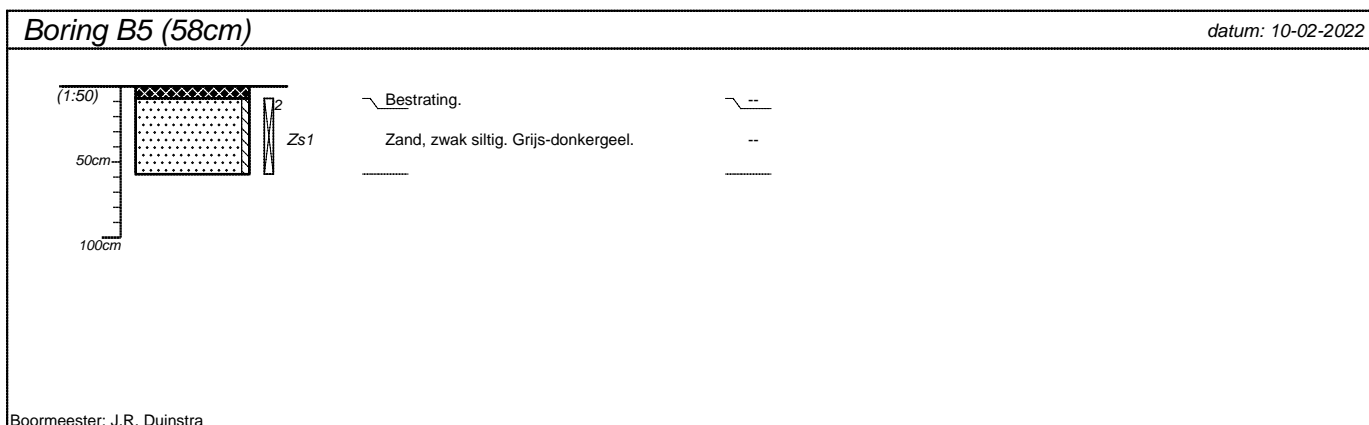 Boring B5 (58cm)
datum: 10-02-2022
(1:50)
2
Bestrating.
--
Zs1
Zand, zwak siltig. Grijs-donkergeel.
--
50cm
100cm
Boormeester: J.R. Duinstra